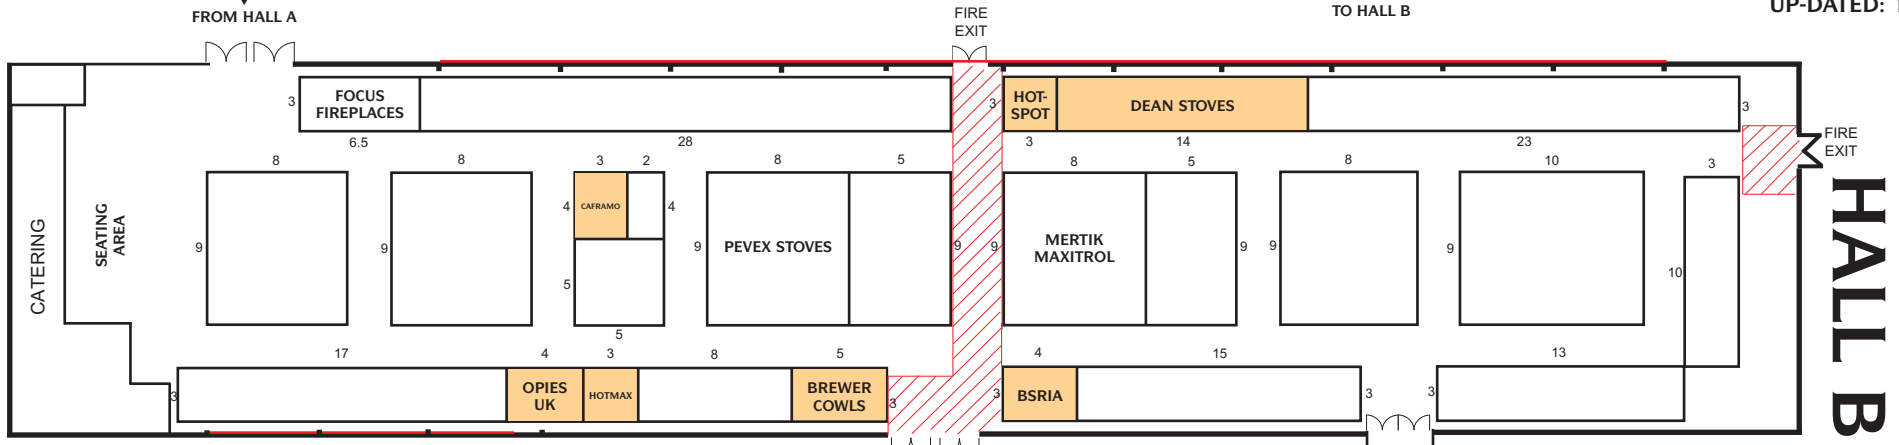 FROM HALL A
FIRE
EXIT
TO HALL B
UP-DATED:
3
FOCUS
FIREPLACES
3
HOT-
SPOT
DEAN STOVES
3
6.5
28
3
14
23
FIRE
EXIT
8
8
3
2
8
5
8
5
8
10
3
CATERING
SEATING
AREA
9
9
4
CAFRAMO
4
5
9
PEVEX STOVES
9
9
MERTIK
MAXITROL
9
9
9
10
HALL B
5
17
4
3
8
5
4
15
13
3
OPIES
UK
HOTMAX
BREWER
COWLS
3
3
BSRIA
3
3